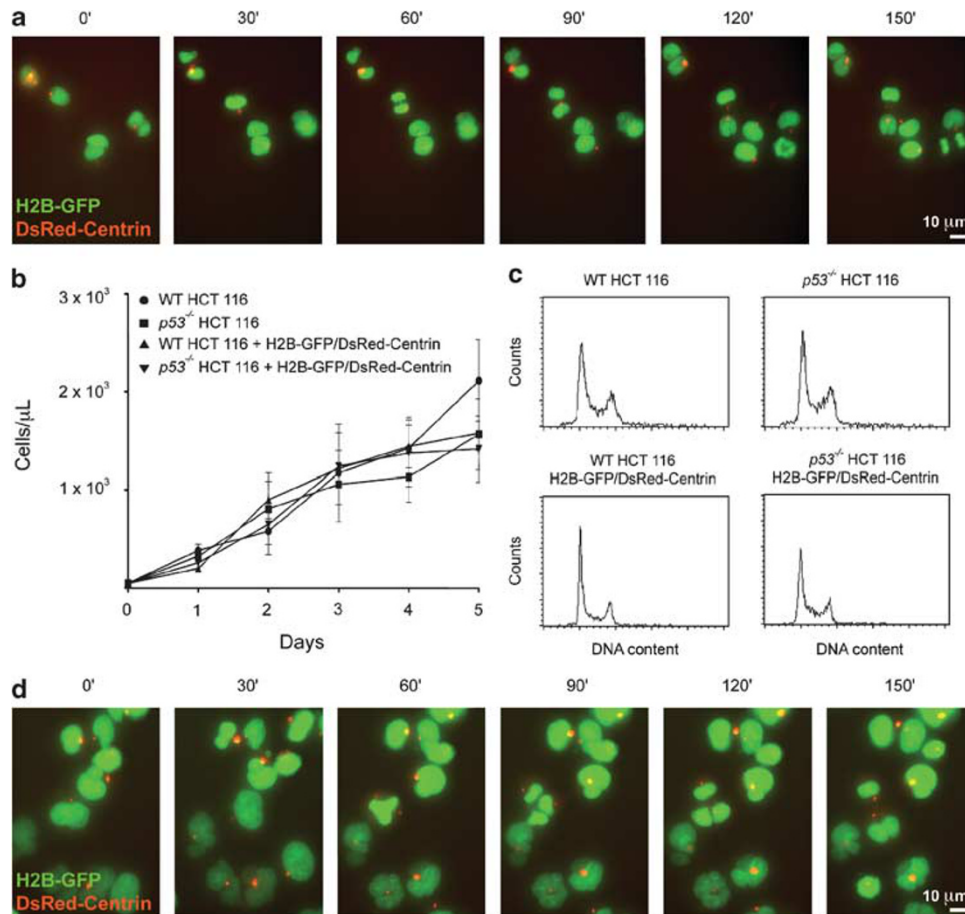 a
0' 30' 60' 90' 120' 150'
H2B-GFP
DsRed-Centrin
10 μm
b
3 x 10³
2 x 10³
1 x 10³
Cells/μL
WT HCT 116
p53-/- HCT 116
WT HCT 116 + H2B-GFP/DsRed-Centrin
p53-/- HCT 116 + H2B-GFP/DsRed-Centrin
0 1 2 3 4 5
Days
c
WT HCT 116
p53-/- HCT 116
Counts
WT HCT 116
H2B-GFP/DsRed-Centrin
p53-/- HCT 116
H2B-GFP/DsRed-Centrin
Counts
DNA content
DNA content
d
0' 30' 60' 90' 120' 150'
H2B-GFP
DsRed-Centrin
10 μm